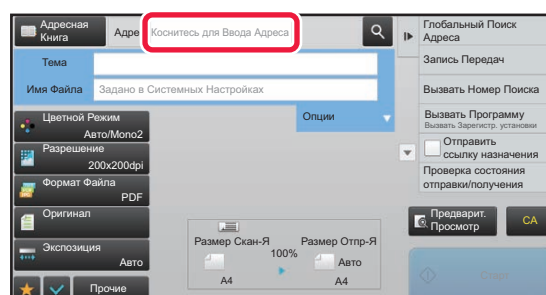 Адресная
Книга
Адре
Коснитесь для Ввода Адреса
Тема
Имя Файла
Задано в Системных Настройках
Опции
Цветной Режим
Авто/Mono2
Разрешение
200x200dpi
Формат Файла
PDF
Оригинал
Экспозиция
Авто
Прочие
Размер Скан-Я
100%
Размер Отпр-Я
A4
Авто
A4
Глобальный Поиск
Адреса
Запись Передач
Вызвать Номер Поиска
Вызвать Программу
Вызвать Зарегистр. установки
Отправить
ссылку назначения
Проверка состояния
отправки/получения
Предварит.
Просмотр
CA
Старт